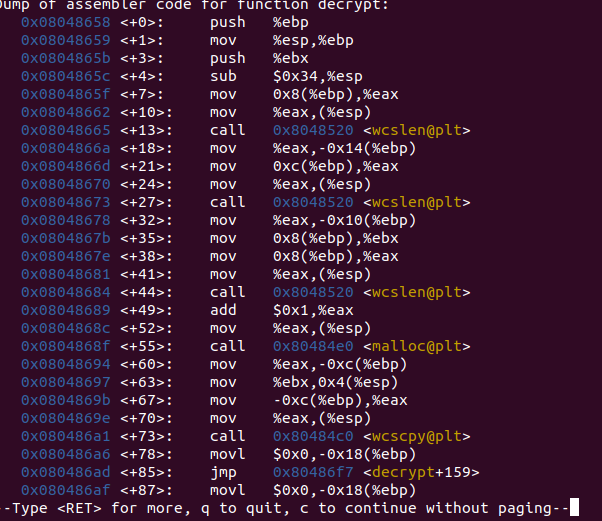 Dump of assembler code for function decrypt:
0x08048658 <+0>: push %ebp
0x08048659 <+1>: mov %esp,%ebp
0x0804865b <+3>: push %ebx
0x0804865c <+4>: sub $0x34,%esp
0x0804865f <+7>: mov 0x8(%ebp),%eax
0x08048662 <+10>: mov %eax,(%esp)
0x08048665 <+13>: call 0x8048520 <wcslen@plt>
0x0804866a <+18>: mov %eax,-0x14(%ebp)
0x0804866d <+21>: mov 0xc(%ebp),%eax
0x08048670 <+24>: mov %eax,(%esp)
0x08048673 <+27>: call 0x8048520 <wcslen@plt>
0x08048678 <+32>: mov %eax,-0x10(%ebp)
0x0804867b <+35>: mov 0x8(%ebp),%ebx
0x0804867e <+38>: mov 0x8(%ebp),%eax
0x08048681 <+41>: mov %eax,(%esp)
0x08048684 <+44>: call 0x8048520 <wcslen@plt>
0x08048689 <+49>: add $0x1,%eax
0x0804868c <+52>: mov %eax,(%esp)
0x0804868f <+55>: call 0x80484e0 <malloc@plt>
0x08048694 <+60>: mov %eax,-0xc(%ebp)
0x08048697 <+63>: mov %ebx,0x4(%esp)
0x0804869b <+67>: mov -0xc(%ebp),%eax
0x0804869e <+70>: mov %eax,(%esp)
0x080486a1 <+73>: call 0x80484c0 <wcscpy@plt>
0x080486a6 <+78>: movl $0x0,-0x18(%ebp)
0x080486ad <+85>: jmp 0x80486f7 <decrypt+159>
0x080486af <+87>: movl $0x0,-0x18(%ebp)
--Type <RET> for more, q to quit, c to continue without paging--